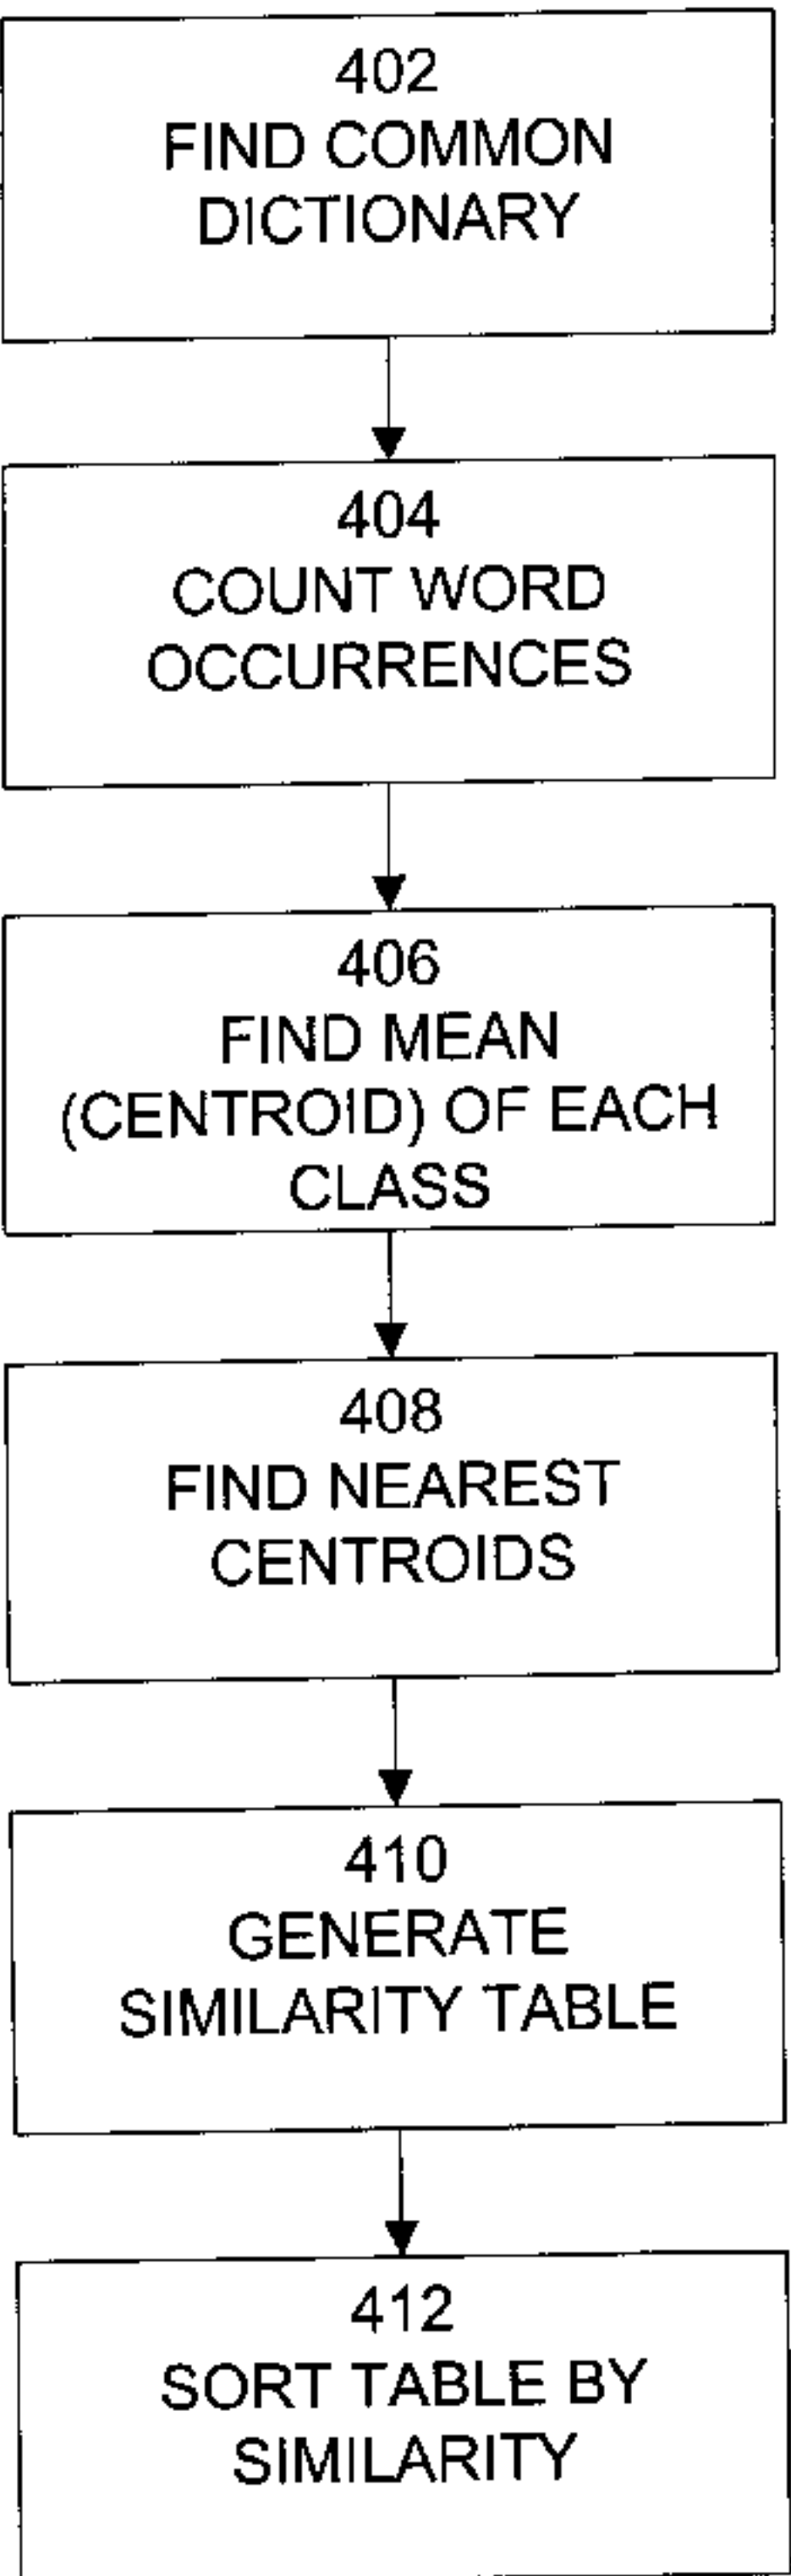 402
FIND COMMON
DICTIONARY
404
COUNT WORD
OCCURRENCES
406
FIND MEAN
(CENTROID) OF EACH
CLASS
408
FIND NEAREST
CENTROIDS
410
GENERATE
SIMILARITY TABLE
412
SORT TABLE BY
SIMILARITY